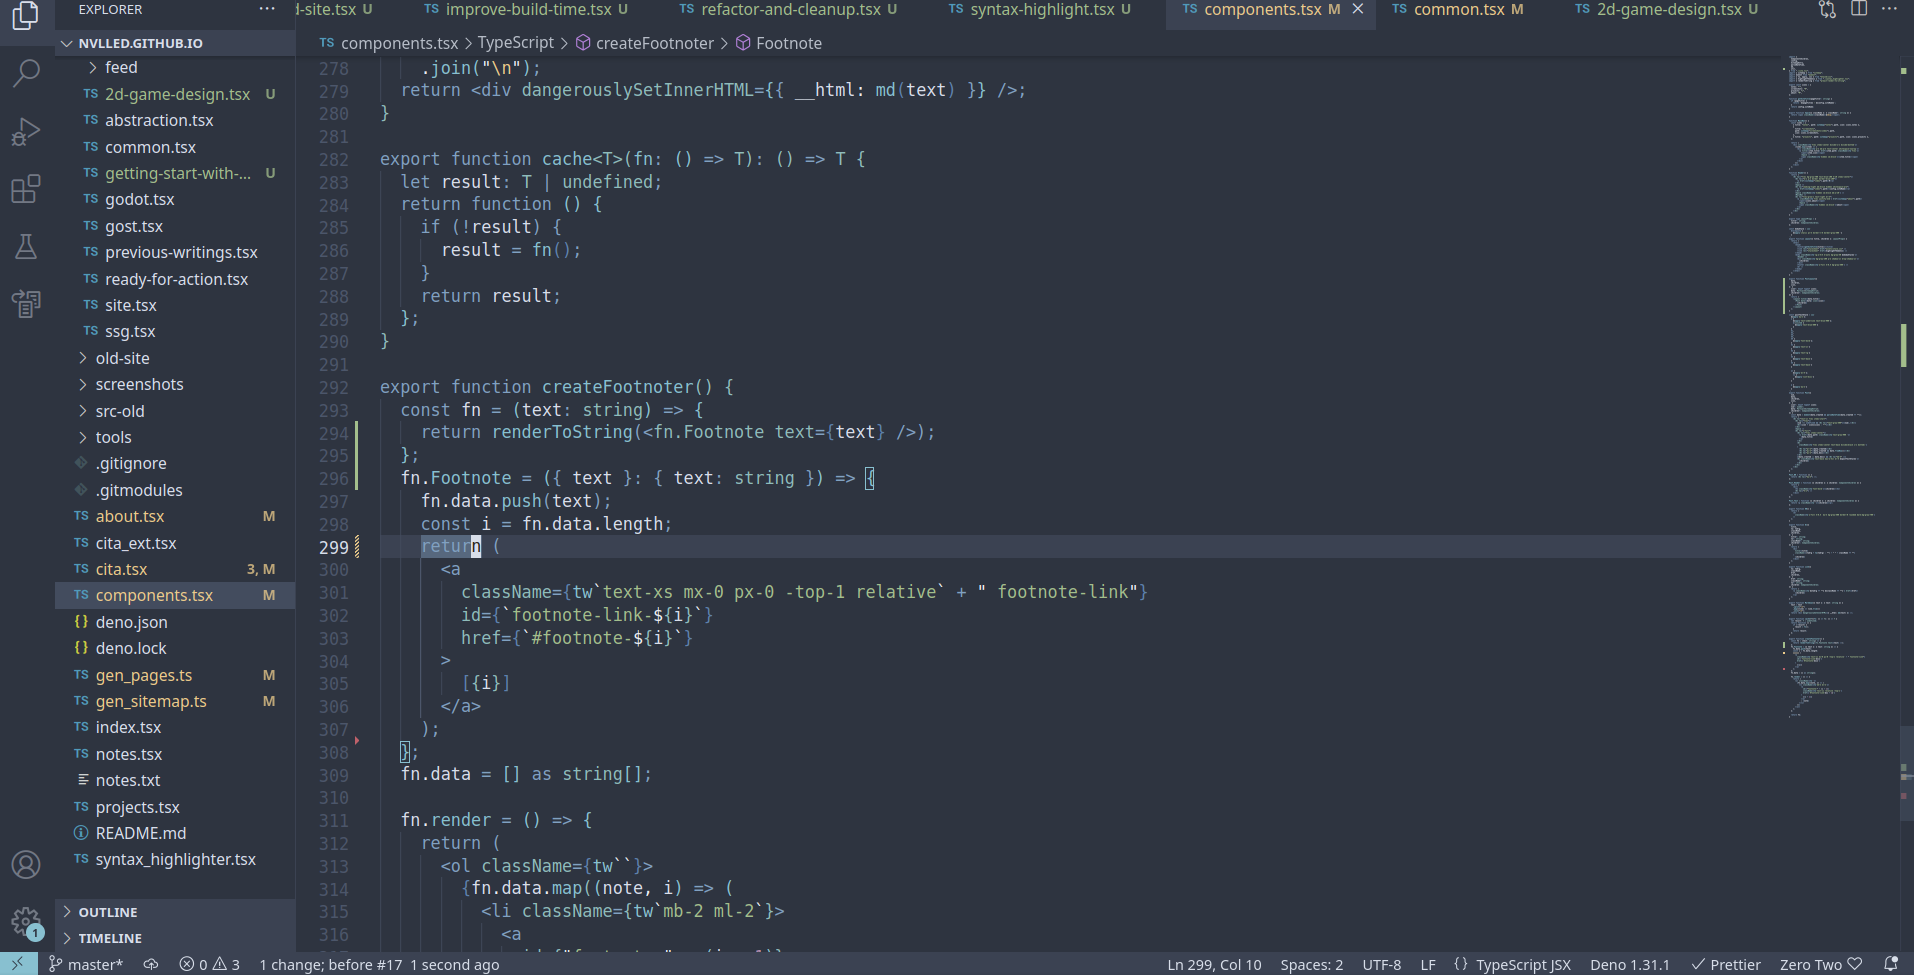 EXPLORER ···
d-site.tsx U
TS improve-build-time.tsx U
TS refactor-and-cleanup.tsx U
TS syntax-highlight.tsx U
TS components.tsx M
TS common.tsx M
TS 2d-game-design.tsx U
NVLLED.GITHUB.IO
TS components.tsx > TypeScript > createFootnoter > Footnote
feed
TS 2d-game-design.tsx U
TS abstraction.tsx
TS common.tsx
TS getting-start-with-... U
TS godot.tsx
TS gost.tsx
TS previous-writings.tsx
TS ready-for-action.tsx
TS site.tsx
TS ssg.tsx
old-site
screenshots
src-old
tools
.gitignore
.gitmodules
TS about.tsx M
TS cita_ext.tsx
TS cita.tsx 3, M
TS components.tsx M
{} deno.json
{} deno.lock
TS gen_pages.ts M
TS gen_sitemap.ts M
TS index.tsx
TS notes.tsx
notes.txt
TS projects.tsx
README.md
TS syntax_highlighter.tsx
OUTLINE
TIMELINE
278     .join("\n");
279   return <div dangerouslySetInnerHTML={{ __html: md(text) }} />;
280 }
281
282 export function cache<T>(fn: () => T): () => T {
283   let result: T | undefined;
284   return function () {
285     if (!result) {
286       result = fn();
287     }
288     return result;
289   };
290 }
291
292 export function createFootnoter() {
293   const fn = (text: string) => {
294     return renderToString(<fn.Footnote text={text} />);
295   };
296   fn.Footnote = ({ text }: { text: string }) => {
297     fn.data.push(text);
298     const i = fn.data.length;
299     return (
300       <a
301         className={tw`text-xs mx-0 px-0 -top-1 relative` + " footnote-link"}
302         id={`footnote-link-${i}`}
303         href={`#footnote-${i}`}
304       >
305         [{i}]
306       </a>
307     );
308   };
309   fn.data = [] as string[];
310
311   fn.render = () => {
312     return (
313       <ol className={tw``}>
314         {fn.data.map((note, i) => (
315           <li className={tw`mb-2 ml-2`}>
316             <a
1
master* 0 3 1 change; before #17 1 second ago
Ln 299, Col 10 Spaces: 2 UTF-8 LF {} TypeScript JSX Deno 1.31.1 Prettier Zero Two